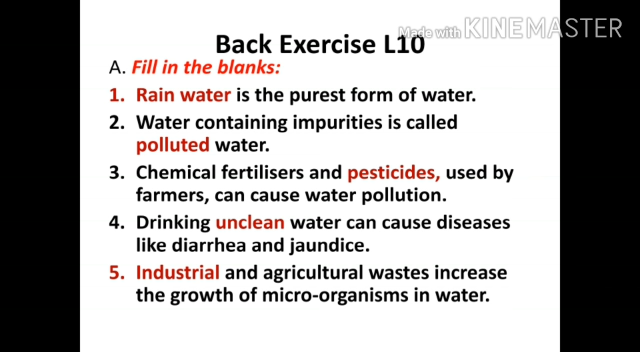 Made with KINEMASTER
Back Exercise L10
A. Fill in the blanks:
1. Rain water is the purest form of water.
2. Water containing impurities is called
polluted water.
3. Chemical fertilisers and pesticides, used by
farmers, can cause water pollution.
4. Drinking unclean water can cause diseases
like diarrhea and jaundice.
5. Industrial and agricultural wastes increase
the growth of micro-organisms in water.